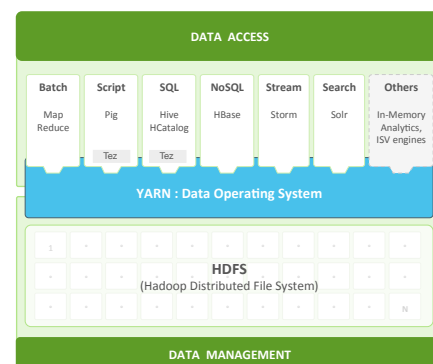 DATA ACCESS
Batch
Map
Reduce
Script
Pig
Tez
SQL
Hive
HCatalog
Tez
NoSQL
HBase
Stream
Storm
Search
Solr
Others
In-Memory
Analytics,
ISV engines
YARN : Data Operating System
1
HDFS
(Hadoop Distributed File System)
N
DATA MANAGEMENT